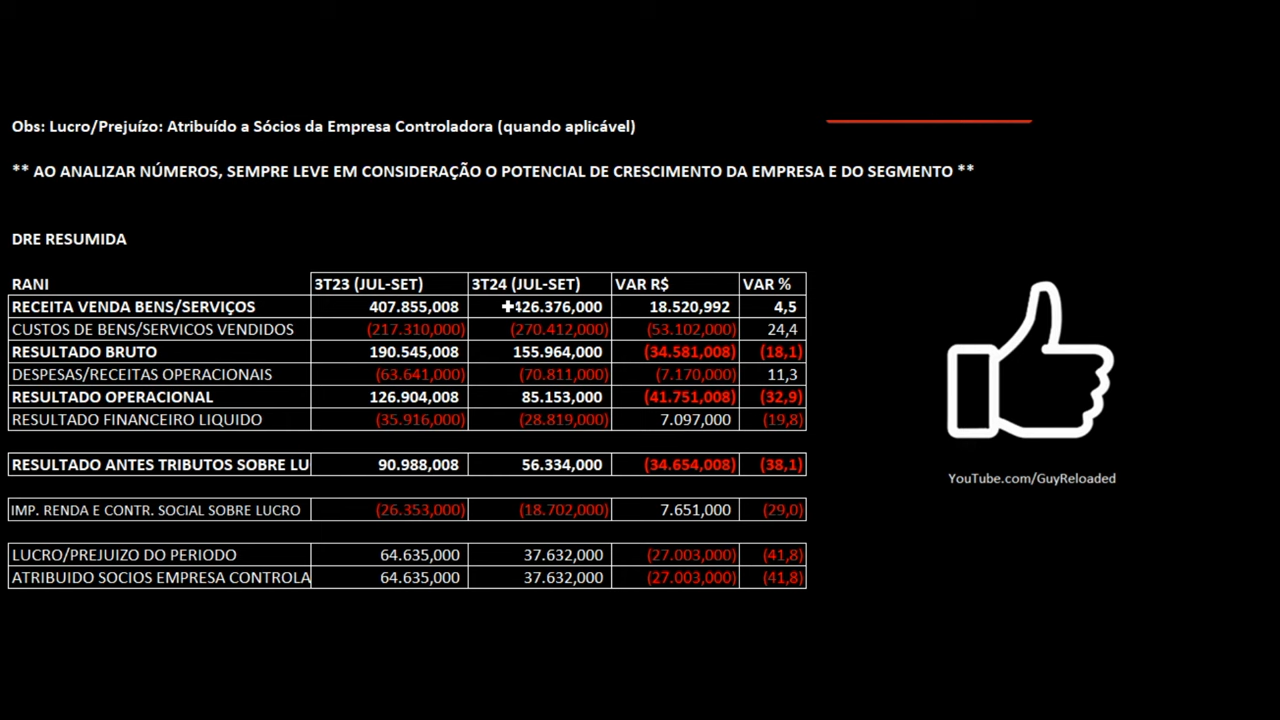 Obs: Lucro/Prejuízo: Atribuído a Sócios da Empresa Controladora (quando aplicável)
** AO ANALIZAR NÚMEROS, SEMPRE LEVE EM CONSIDERAÇÃO O POTENCIAL DE CRESCIMENTO DA EMPRESA E DO SEGMENTO **
DRE RESUMIDA
RANI 3T23 (JUL-SET) 3T24 (JUL-SET) VAR R$ VAR %
RECEITA VENDA BENS/SERVIÇOS 407.855,008 426.376,000 18.520,992 4,5
CUSTOS DE BENS/SERVICOS VENDIDOS (217.310,000) (270.412,000) (53.102,000) 24,4
RESULTADO BRUTO 190.545,008 155.964,000 (34.581,008) (18,1)
DESPESAS/RECEITAS OPERACIONAIS (63.641,000) (70.811,000) (7.170,000) 11,3
RESULTADO OPERACIONAL 126.904,008 85.153,000 (41.751,008) (32,9)
RESULTADO FINANCEIRO LIQUIDO (35.916,000) (28.819,000) 7.097,000 (19,8)
RESULTADO ANTES TRIBUTOS SOBRE LU 90.988,008 56.334,000 (34.654,008) (38,1)
IMP. RENDA E CONTR. SOCIAL SOBRE LUCRO (26.353,000) (18.702,000) 7.651,000 (29,0)
LUCRO/PREJUIZO DO PERIODO 64.635,000 37.632,000 (27.003,000) (41,8)
ATRIBUIDO SOCIOS EMPRESA CONTROLA 64.635,000 37.632,000 (27.003,000) (41,8)
YouTube.com/GuyReloaded